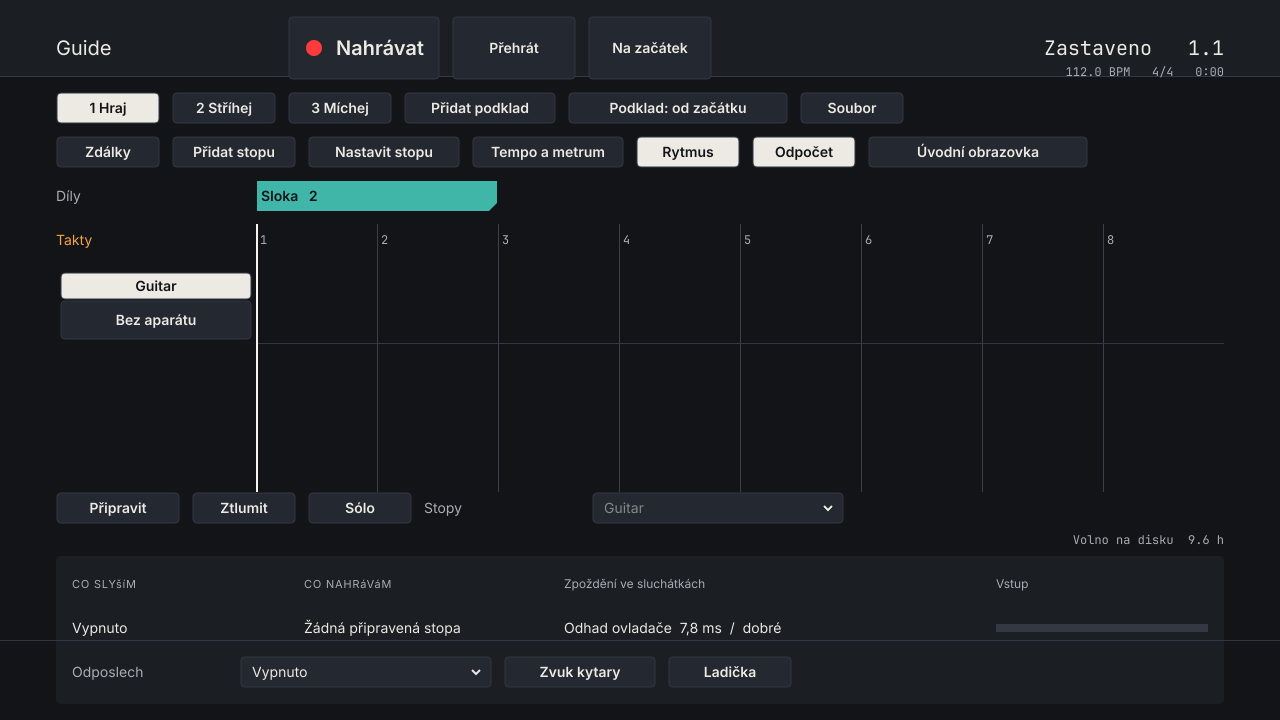 Guide
Nahrávat
Přehrát
Na začátek
Zastaveno 1.1
112.0 BPM 4/4 0:00
1 Hraj
2 Stříhej
3 Míchej
Přidat podklad
Podklad: od začátku
Soubor
Zdálky
Přidat stopu
Nastavit stopu
Tempo a metrum
Rytmus
Odpočet
Úvodní obrazovka
Díly
Sloka 2
Takty
1 2 3 4 5 6 7 8
Guitar
Bez aparátu
Připravit
Ztlumit
Sólo
Stopy
Guitar
Volno na disku 9.6 h
CO SLYšíM
CO NAHRáVáM
Zpoždění ve sluchátkách
Vstup
Vypnuto
Žádná připravená stopa
Odhad ovladače 7,8 ms / dobré
Odposlech
Vypnuto
Zvuk kytary
Ladička